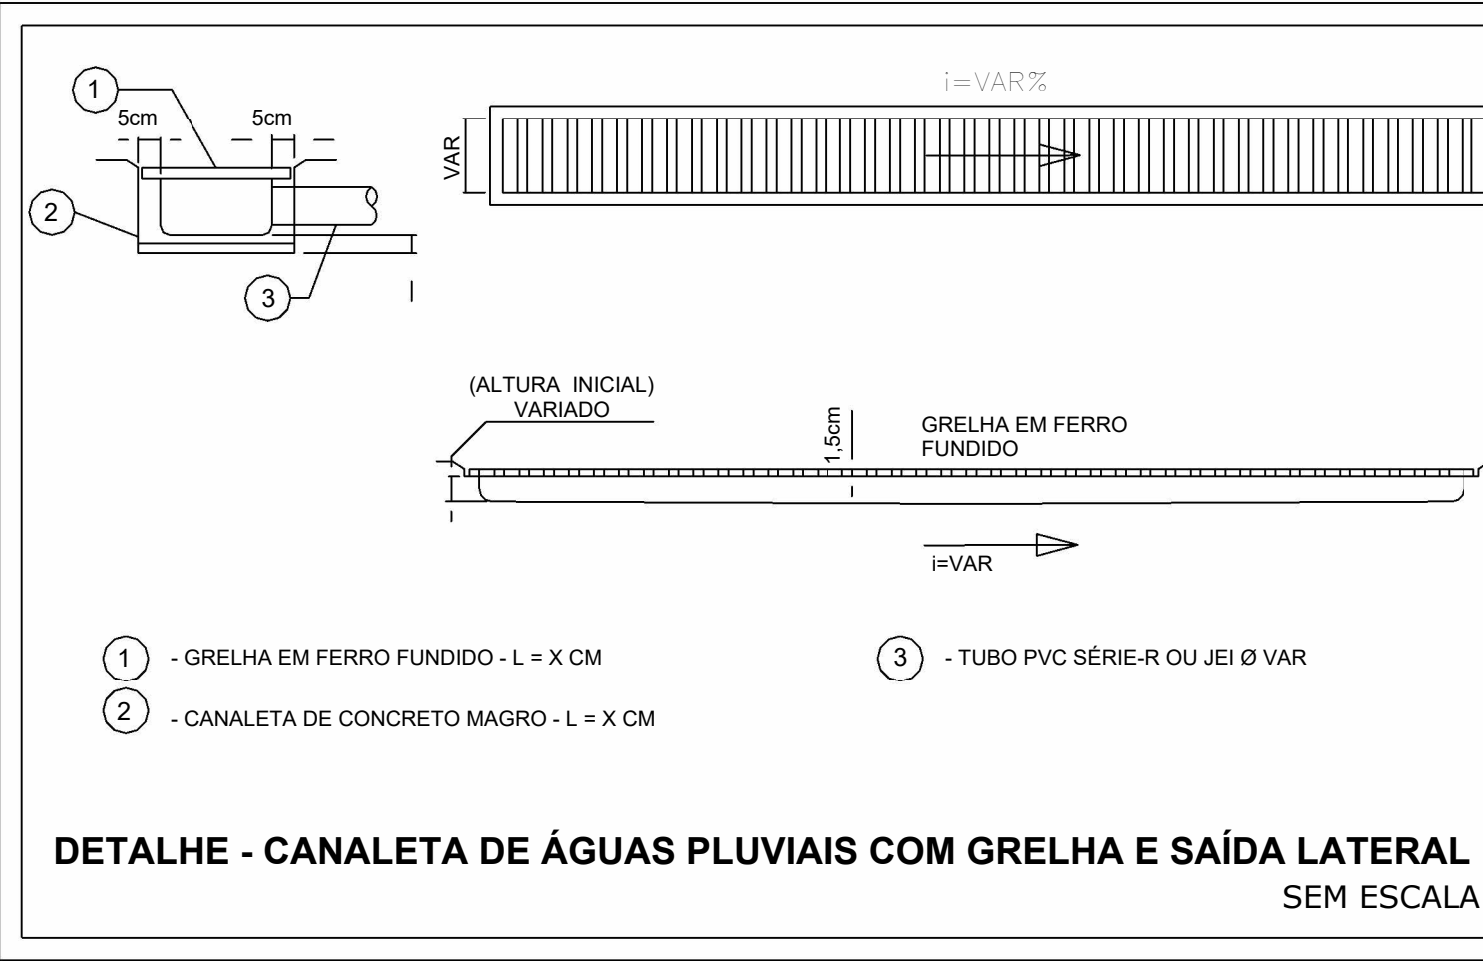 i=VAR%
1
5cm
5cm
VAR
2
3
(ALTURA INICIAL)
VARIADO
1,5cm
GRELHA EM FERRO
FUNDIDO
i=VAR
1 - GRELHA EM FERRO FUNDIDO - L = X CM
3 - TUBO PVC SÉRIE-R OU JEI Ø VAR
2 - CANALETA DE CONCRETO MAGRO - L = X CM
DETALHE - CANALETA DE ÁGUAS PLUVIAIS COM GRELHA E SAÍDA LATERAL
SEM ESCALA